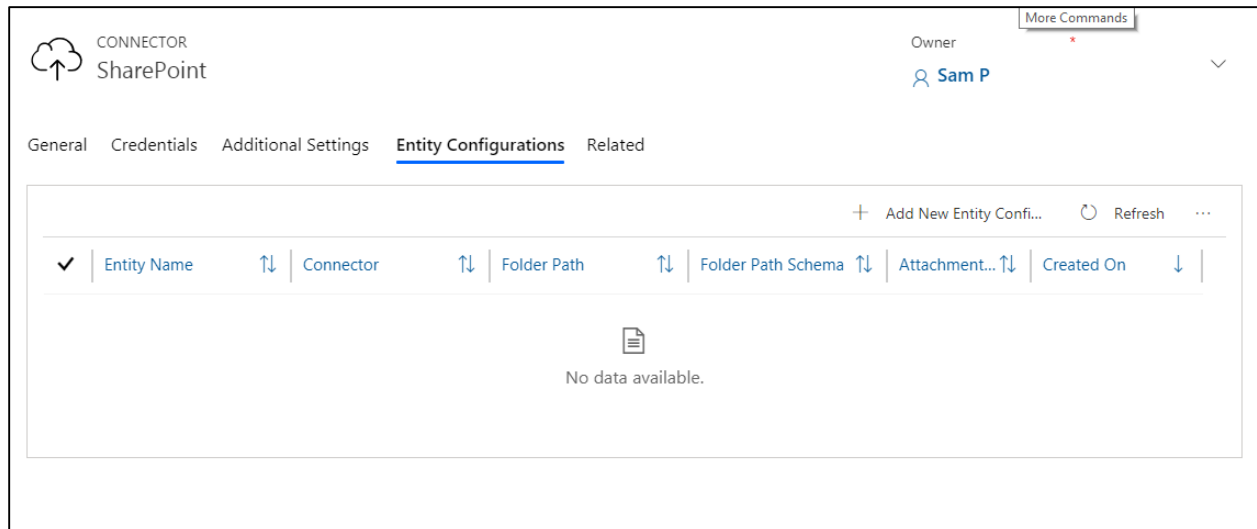 More Commands
CONNECTOR
SharePoint
Owner *
Sam P
General Credentials Additional Settings Entity Configurations Related
Add New Entity Confi... Refresh ...
Entity Name Connector Folder Path Folder Path Schema Attachment... Created On
No data available.